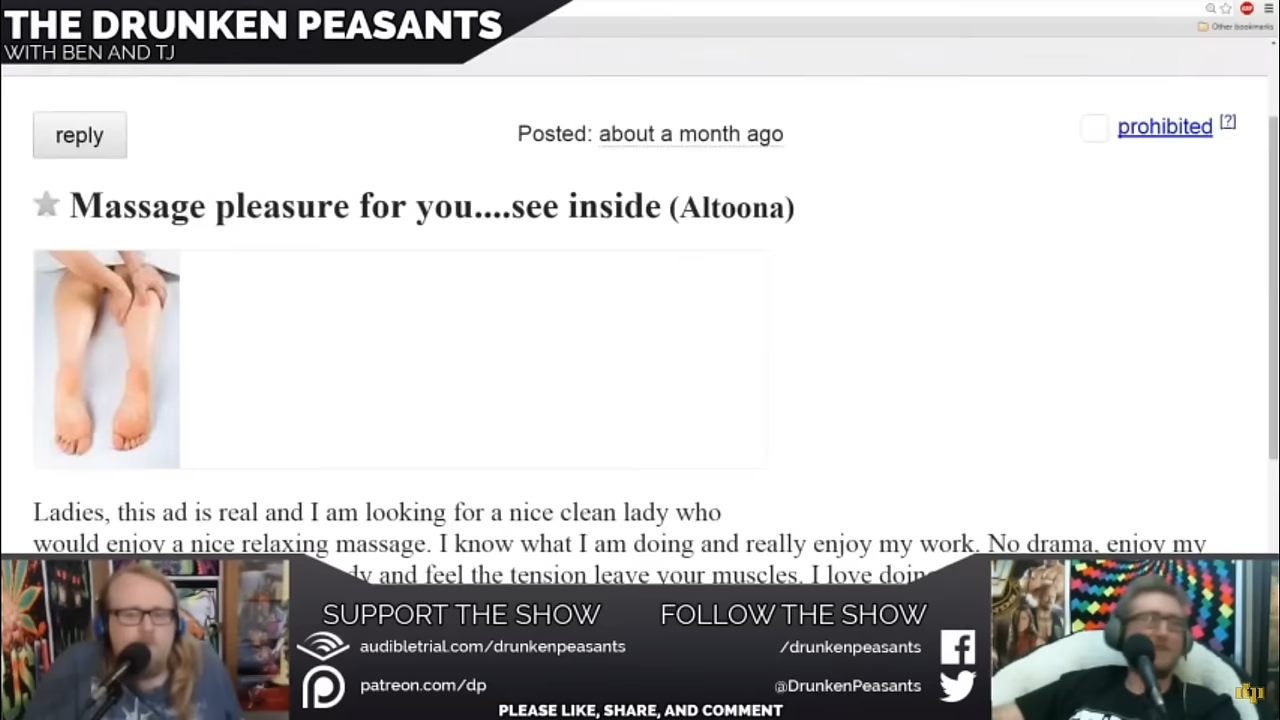 THE DRUNKEN PEASANTS
WITH BEN AND TJ
Other bookmarks
reply
Posted: about a month ago
prohibited [?]
Massage pleasure for you....see inside (Altoona)
Ladies, this ad is real and I am looking for a nice clean lady who
would enjoy a nice relaxing massage. I know what I am doing and really enjoy my work. No drama, enjoy my
and feel the tension leave your muscles. I love doin
SUPPORT THE SHOW
FOLLOW THE SHOW
audibletrial.com/drunkenpeasants
/drunkenpeasants
patreon.com/dp
@DrunkenPeasants
PLEASE LIKE, SHARE, AND COMMENT
dp